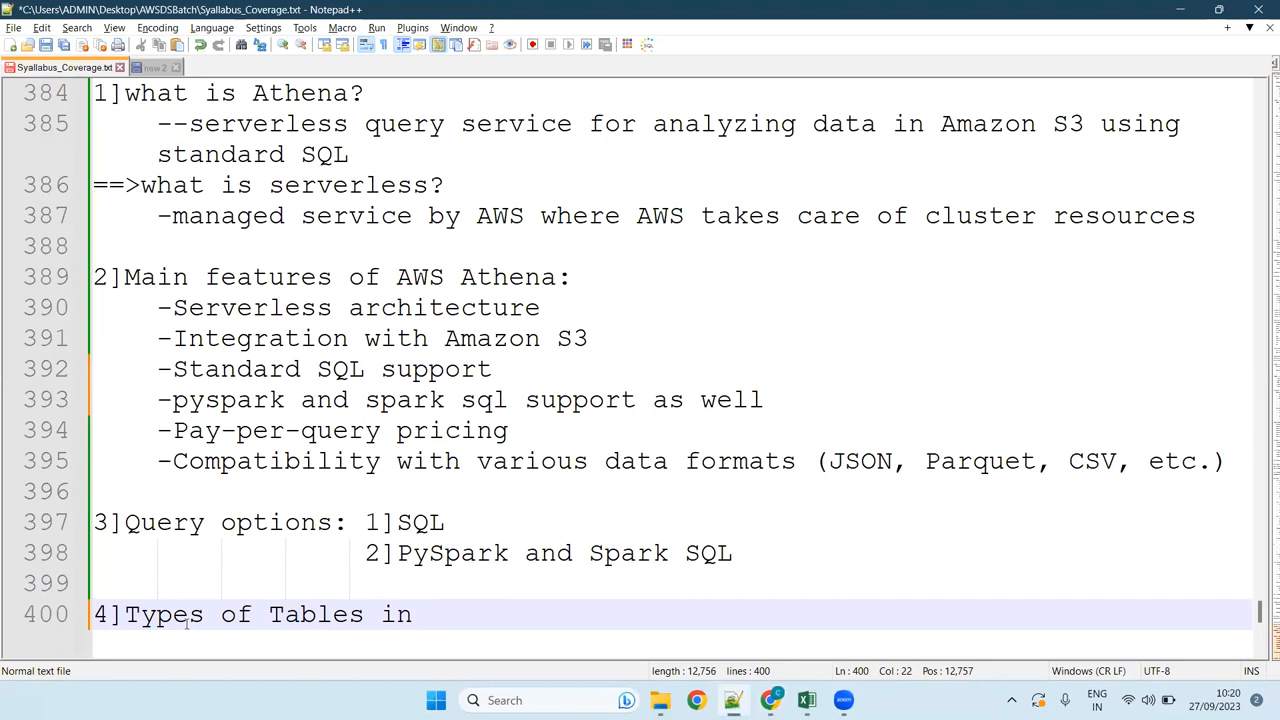 *C:\Users\ADMIN\Desktop\AWSDSBatch\Syallabus_Coverage.txt - Notepad++
File Edit Search View Encoding Language Settings Tools Macro Run Plugins Window ?
Syallabus_Coverage.txt new 2
384 1]what is Athena?
385 --serverless query service for analyzing data in Amazon S3 using
standard SQL
386 ==>what is serverless?
387 -managed service by AWS where AWS takes care of cluster resources
388
389 2]Main features of AWS Athena:
390 -Serverless architecture
391 -Integration with Amazon S3
392 -Standard SQL support
393 -pyspark and spark sql support as well
394 -Pay-per-query pricing
395 -Compatibility with various data formats (JSON, Parquet, CSV, etc.)
396
397 3]Query options: 1]SQL
398 2]PySpark and Spark SQL
399
400 4]Types of Tables in
Normal text file length : 12,756 lines : 400 Ln : 400 Col : 22 Pos : 12,757 Windows (CR LF) UTF-8 INS
Search ENG IN 10:20 27/09/2023 2